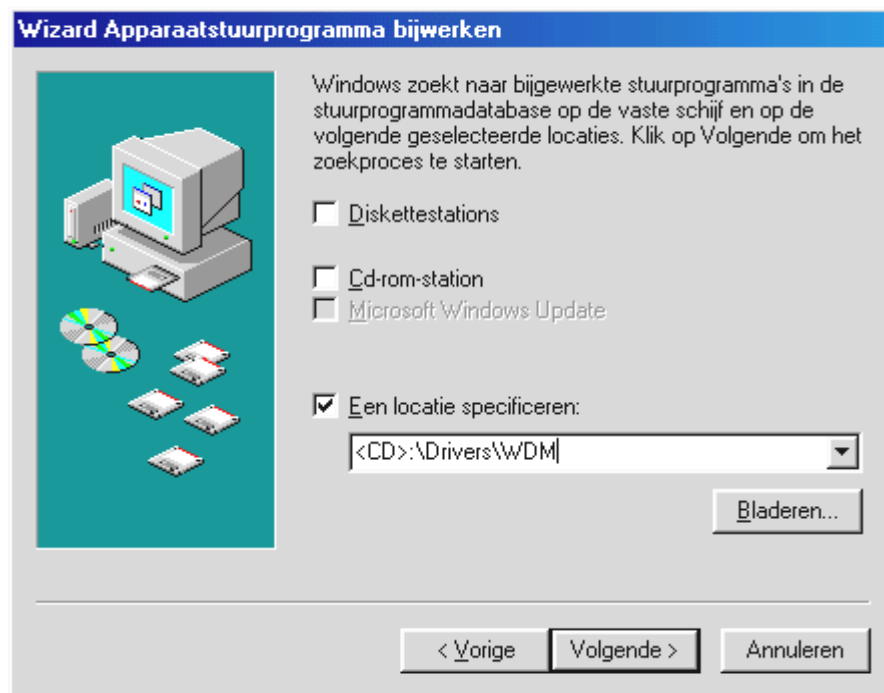 Wizard Apparaatstuurprogramma bijwerken
Windows zoekt naar bijgewerkte stuurprogramma's in de
stuurprogrammadatabase op de vaste schijf en op de
volgende geselecteerde locaties. Klik op Volgende om het
zoekproces te starten.
Diskettestations
Cd-rom-station
Microsoft Windows Update
Een locatie specificeren:
<CD>:\Drivers\WDM
Bladeren...
< Vorige
Volgende >
Annuleren